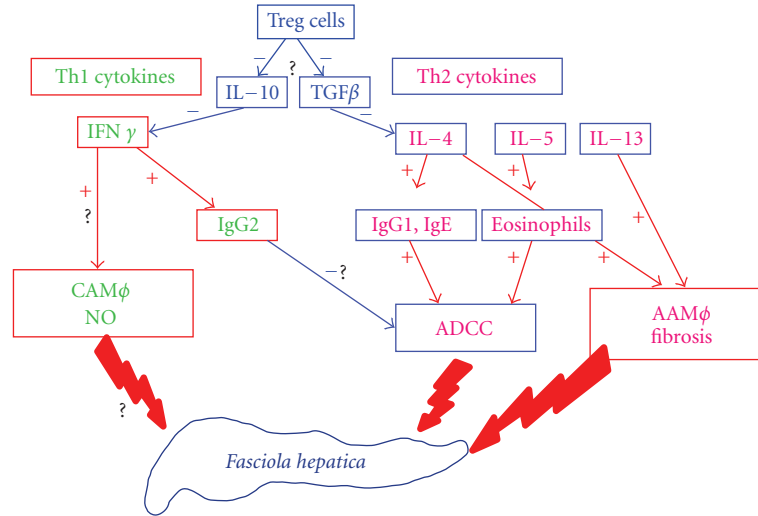 Treg cells
− ? −
Th1 cytokines
Th2 cytokines
IL−10
TGFβ
− −
IFN γ
IL−4
IL−5
IL−13
+
?
+
+
+
+
IgG2
IgG1, IgE
Eosinophils
−?
+
+
+
CAMφ
NO
ADCC
AAMφ
fibrosis
?
Fasciola hepatica